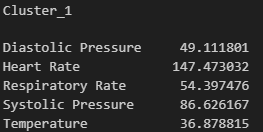 Cluster_1
Diastolic Pressure 49.111801
Heart Rate 147.473032
Respiratory Rate 54.397476
Systolic Pressure 86.626167
Temperature 36.878815